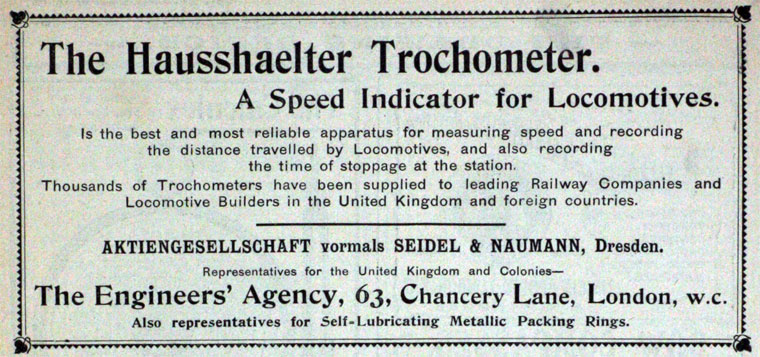 The Hausshaelter Trochometer.
A Speed Indicator for Locomotives.
Is the best and most reliable apparatus for measuring speed and recording
the distance travelled by Locomotives, and also recording
the time of stoppage at the station.
Thousands of Trochometers have been supplied to leading Railway Companies and
Locomotive Builders in the United Kingdom and foreign countries.
AKTIENGESELLSCHAFT vormals SEIDEL & NAUMANN, Dresden.
Representatives for the United Kingdom and Colonies—
The Engineers' Agency, 63, Chancery Lane, London, W.C.
Also representatives for Self-Lubricating Metallic Packing Rings.